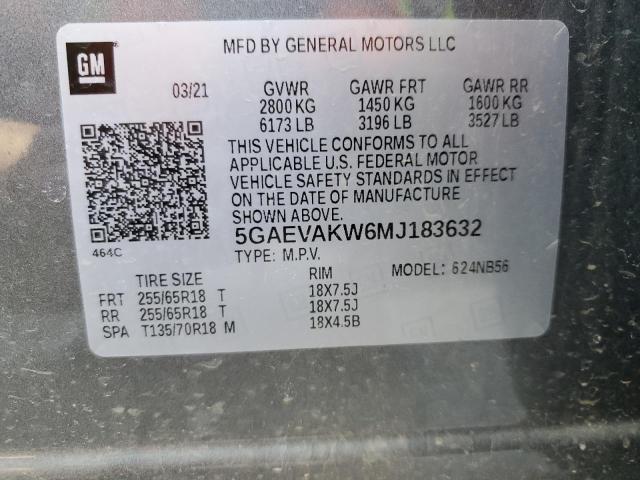 GM
MFD BY GENERAL MOTORS LLC
03/21 GVWR GAWR FRT GAWR RR
2800 KG 1450 KG 1600 KG
6173 LB 3196 LB 3527 LB
THIS VEHICLE CONFORMS TO ALL
APPLICABLE U.S. FEDERAL MOTOR
VEHICLE SAFETY STANDARDS IN EFFECT
ON THE DATE OF MANUFACTURE
SHOWN ABOVE.
464C
5GAEVAKW6MJ183632
TYPE: M.P.V. MODEL: 624NB56
TIRE SIZE RIM
FRT 255/65R18 T 18X7.5J
RR 255/65R18 T 18X7.5J
SPA T135/70R18 M 18X4.5B